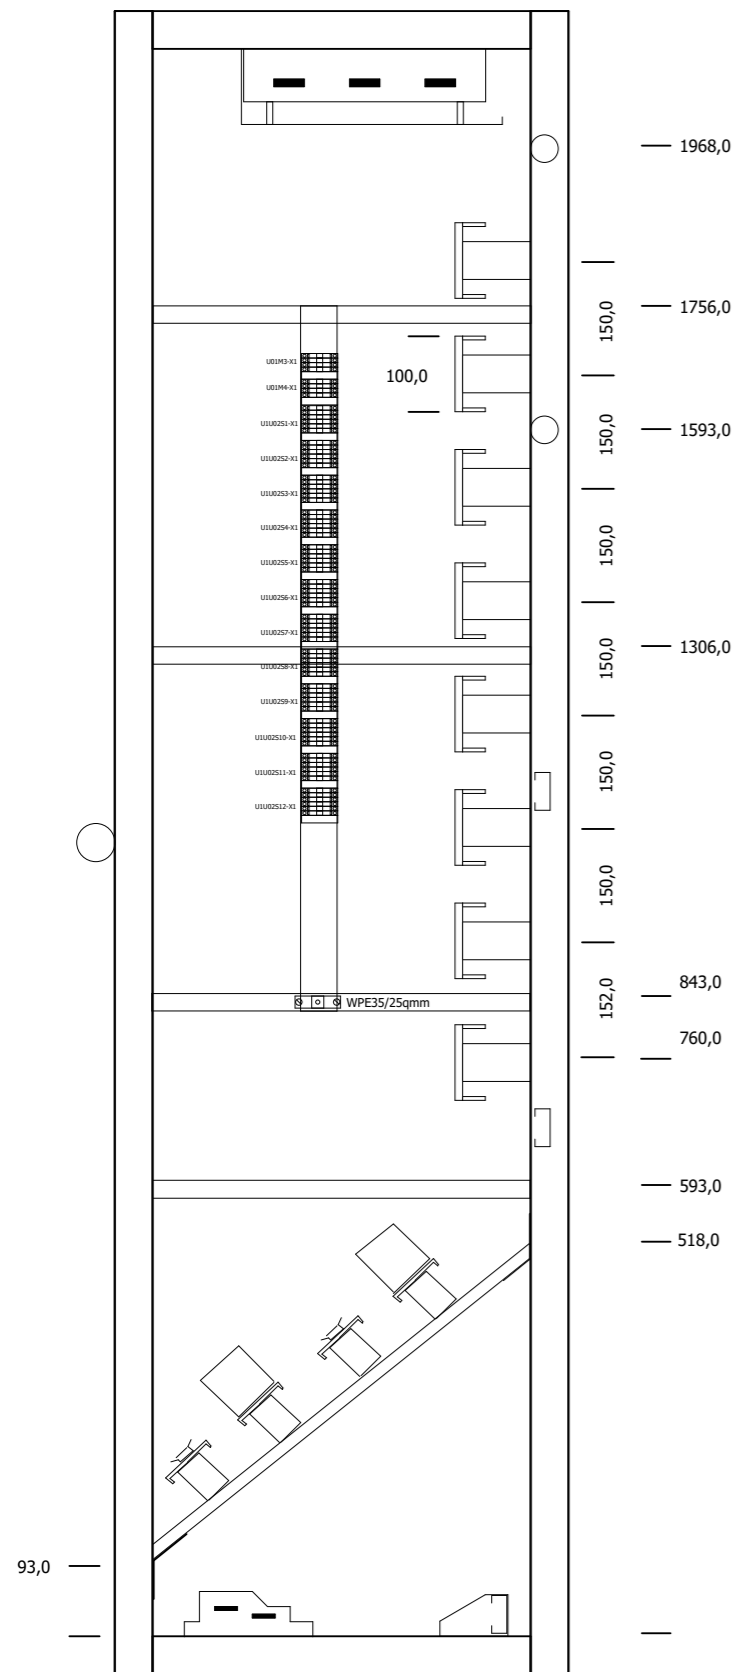 1968,0
1756,0
150,0
U01M3-X1
100,0
U01M4-X1
U1U02S1-X1
1593,0
150,0
U1U02S2-X1
U1U02S3-X1
U1U02S4-X1
150,0
U1U02S5-X1
U1U02S6-X1
U1U02S7-X1
1306,0
150,0
U1U02S8-X1
U1U02S9-X1
U1U02S10-X1
U1U02S11-X1
150,0
U1U02S12-X1
150,0
843,0
152,0
WPE35/25qmm
760,0
593,0
518,0
93,0